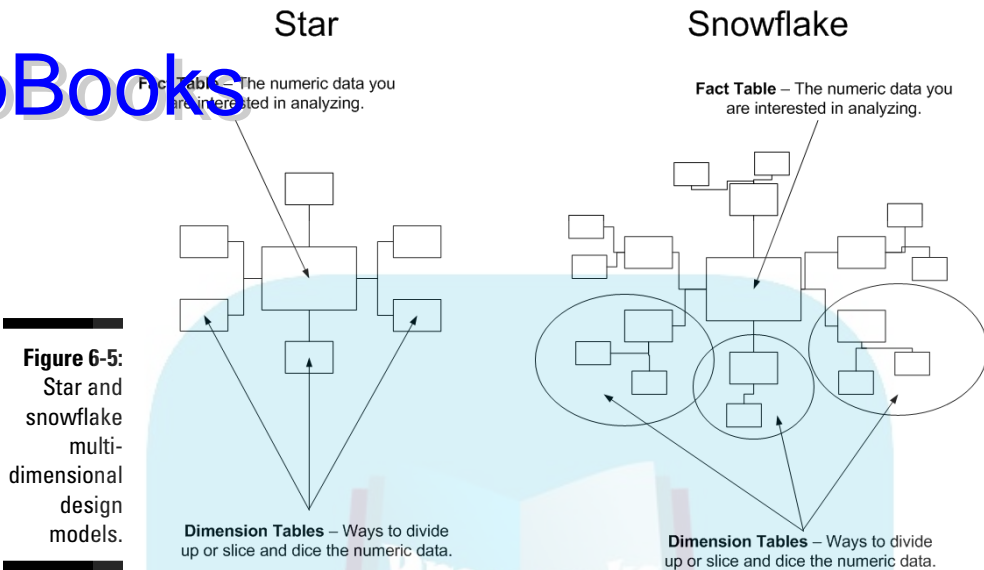 Star
Snowflake
oBooks
Fact Table – The numeric data you
are interested in analyzing.
Fact Table – The numeric data you
are interested in analyzing.
Figure 6-5:
Star and
snowflake
multi-
dimensional
design
models.
Dimension Tables – Ways to divide
up or slice and dice the numeric data.
Dimension Tables – Ways to divide
up or slice and dice the numeric data.